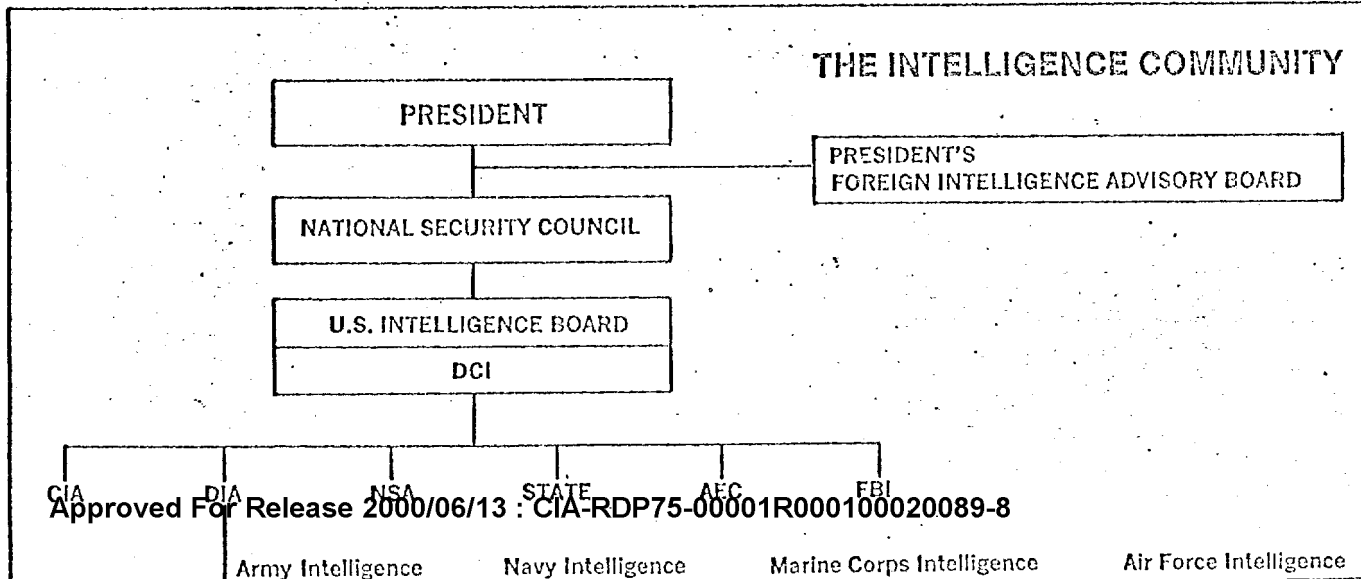 THE INTELLIGENCE COMMUNITY
PRESIDENT
PRESIDENT'S
FOREIGN INTELLIGENCE ADVISORY BOARD
NATIONAL SECURITY COUNCIL
U.S. INTELLIGENCE BOARD
DCI
CIA DIA NSA STATE AEC FBI
Approved For Release 2000/06/13 : CIA-RDP75-00001R000100020089-8
Army Intelligence Navy Intelligence Marine Corps Intelligence Air Force Intelligence